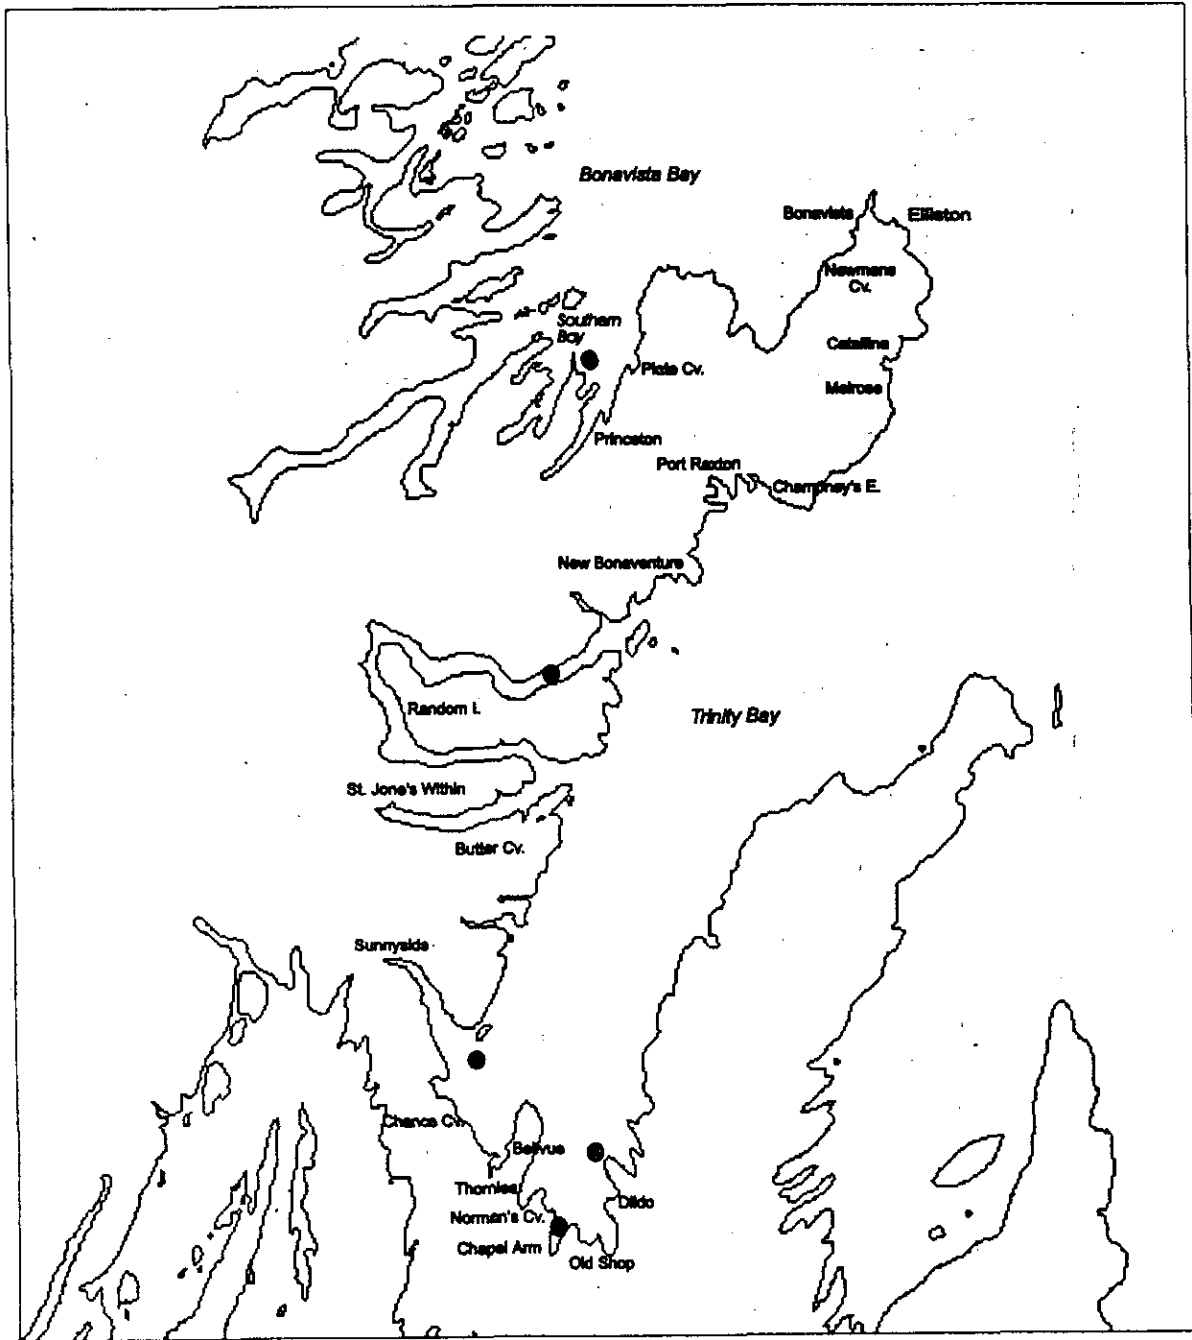 Bonavista Bay
Bonavista
Elliston
Newmans
Cv.
Southern
Bay
Catalina
Plate Cv.
Melrose
Princeton
Port Rexton
Champney's E.
New Bonaventure
Random I.
Trinity Bay
St. Jone's Within
Butter Cv.
Sunnyside
Chance Cv.
Bellvue
Thornlea
Dildo
Norman's Cv.
Chapel Arm
Old Shop